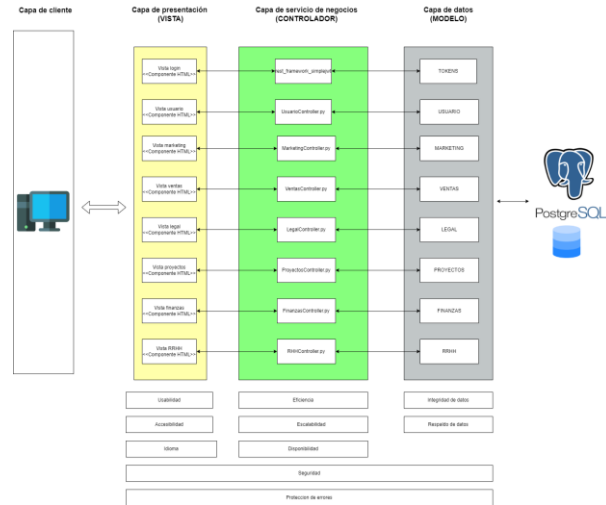 Capa de cliente
Capa de presentación
(VISTA)
Capa de servicio de negocios
(CONTROLADOR)
Capa de datos
(MODELO)
Vista login
<<Componente HTML>>
rest_framework_simplejwt
TOKENS
Vista usuario
<<Componente HTML>>
UsuarioController.py
USUARIO
Vista marketing
<<Componente HTML>>
MarketingController.py
MARKETING
Vista ventas
<<Componente HTML>>
VentasController.py
VENTAS
Vista legal
<<Componente HTML>>
LegalController.py
LEGAL
Vista proyectos
<<Componente HTML>>
ProyectosController.py
PROYECTOS
Vista finanzas
<<Componente HTML>>
FinanzasController.py
FINANZAS
Vista RRHH
<<Componente HTML>>
RHHController.py
RRHH
PostgreSQL
Usabilidad
Eficiencia
Integridad de datos
Accesibilidad
Escalabilidad
Respaldo de datos
Idioma
Disponibilidad
Seguridad
Proteccion de errores